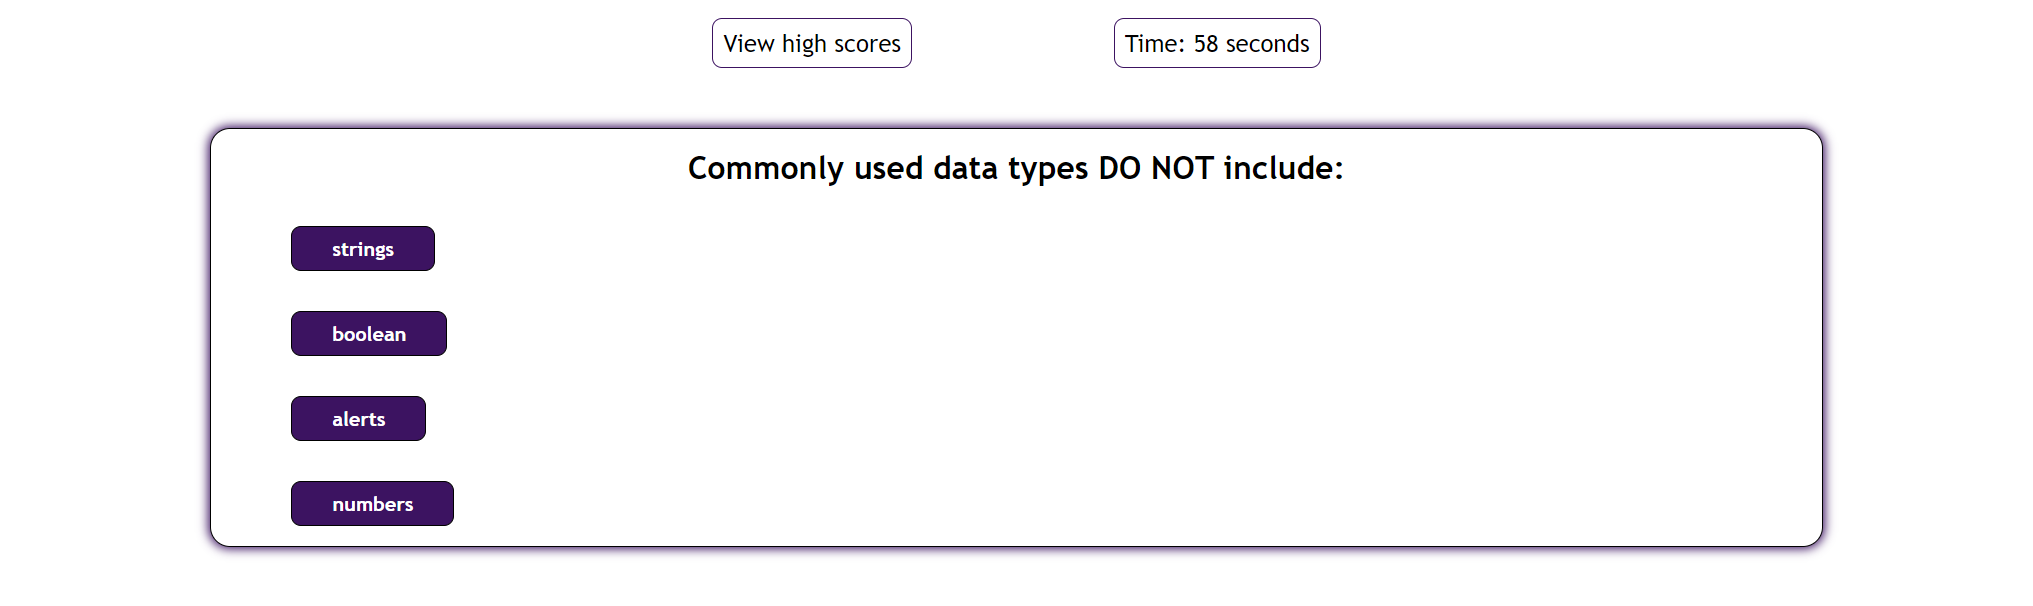 View high scores
Time: 58 seconds
Commonly used data types DO NOT include:
strings
boolean
alerts
numbers